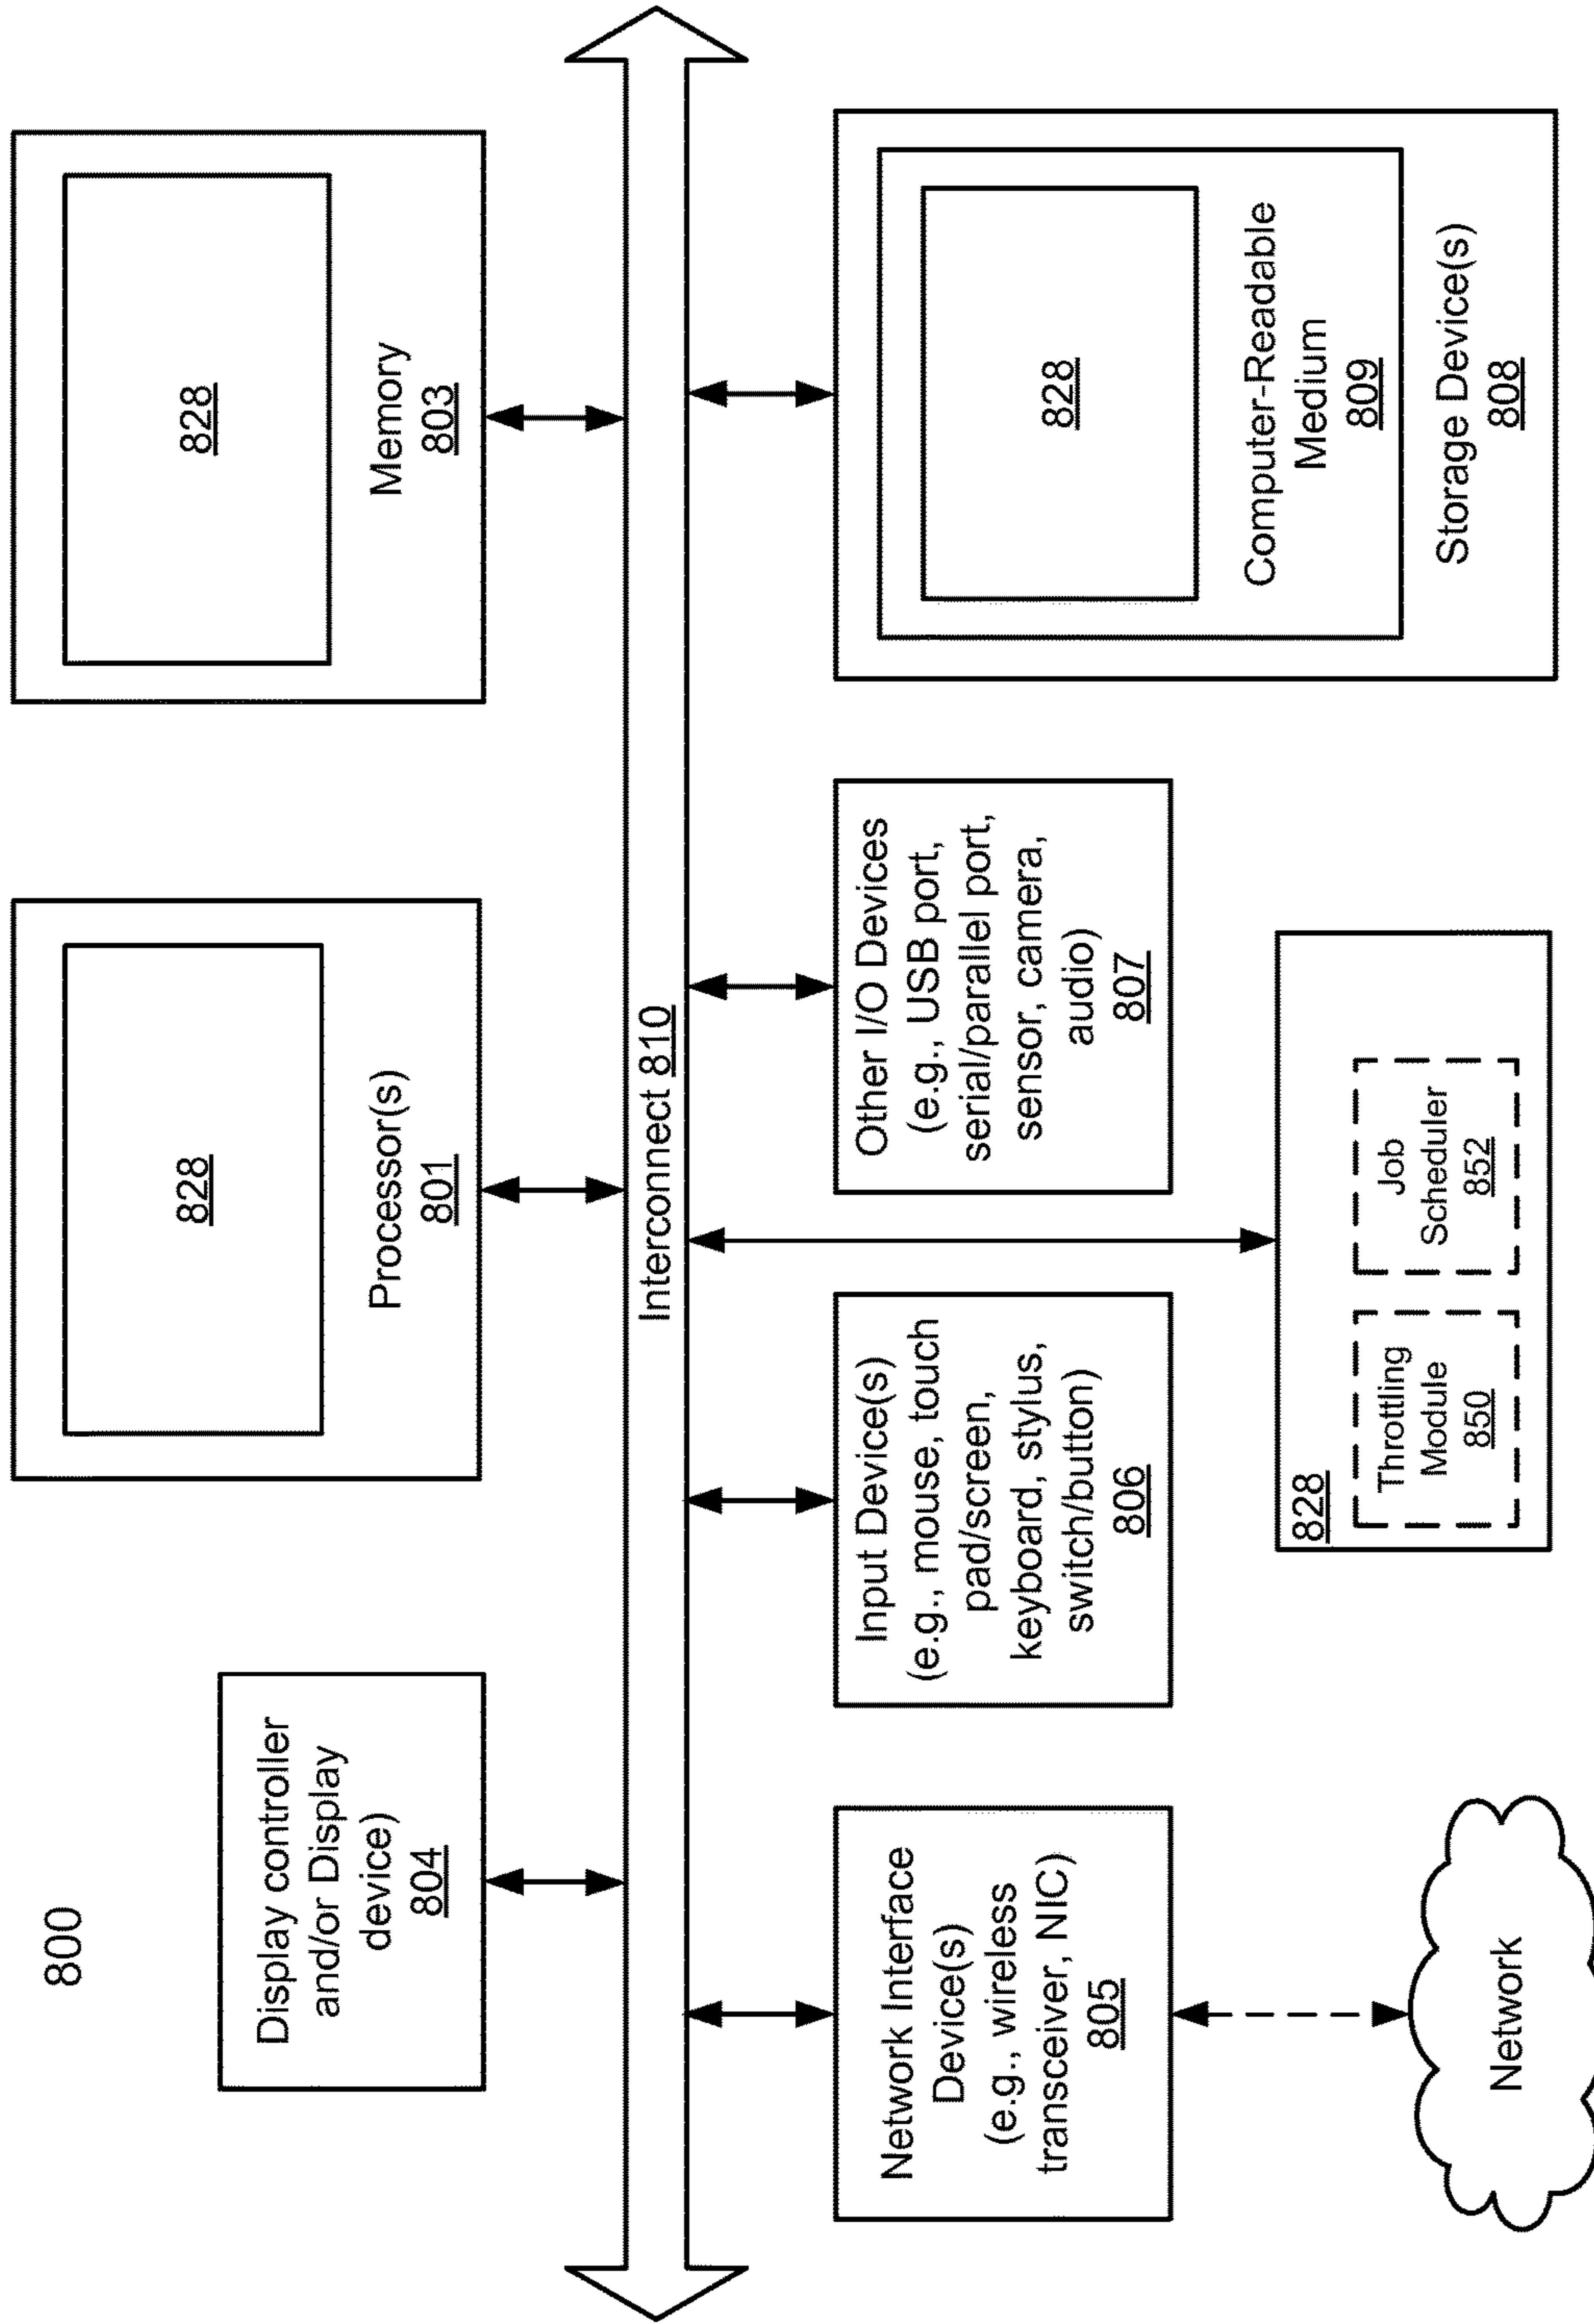 800
Display controller
and/or Display
device)
804
828
Processor(s)
801
828
Memory
803
Interconnect 810
Network Interface
Device(s)
(e.g., wireless
transceiver, NIC)
805
Input Device(s)
(e.g., mouse, touch
pad/screen,
keyboard, stylus,
switch/button)
806
Other I/O Devices
(e.g., USB port,
serial/parallel port,
sensor, camera,
audio)
807
828
Computer-Readable
Medium
809
Storage Device(s)
808
828
Throttling
Module
850
Job
Scheduler
852
Network